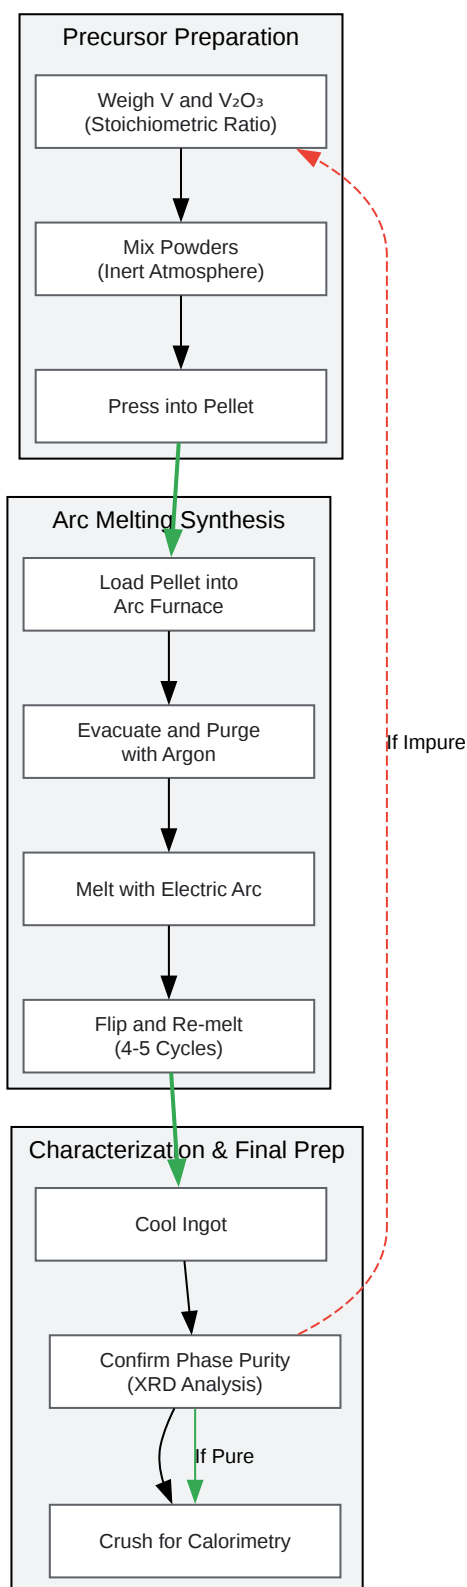 Precursor Preparation
Weigh V and V₂O₃
(Stoichiometric Ratio)
Mix Powders
(Inert Atmosphere)
Press into Pellet
Arc Melting Synthesis
Load Pellet into
Arc Furnace
Evacuate and Purge
with Argon
If Impure
Melt with Electric Arc
Flip and Re-melt
(4-5 Cycles)
Characterization & Final Prep
Cool Ingot
Confirm Phase Purity
(XRD Analysis)
If Pure
Crush for Calorimetry